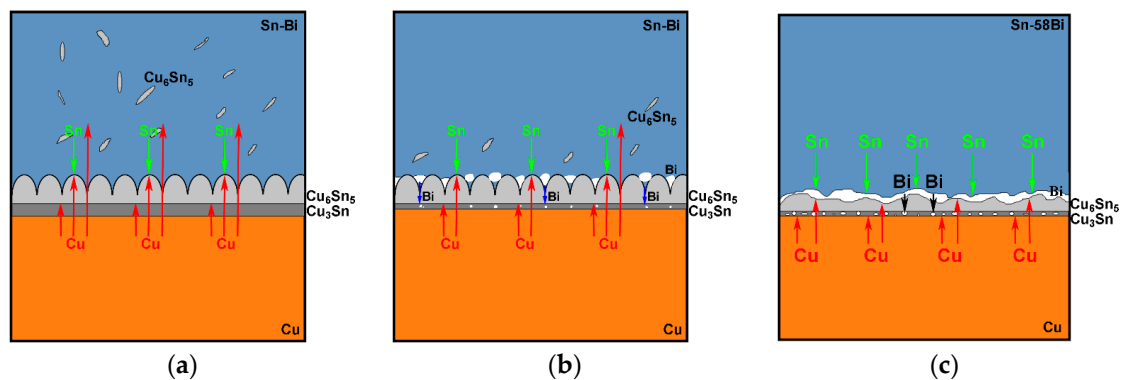 Sn-Bi
Cu₆Sn₅
Sn Sn Sn
Cu₆Sn₅
Cu₃Sn
Cu Cu Cu
Cu
(a)
Sn-Bi
Cu₆Sn₅
Sn Sn Sn
Bi
Bi Bi Bi
Cu₆Sn₅
Cu₃Sn
Cu Cu Cu
Cu
(b)
Sn-58Bi
Sn Sn Sn Sn Sn
Bi Bi
Bi
Cu₆Sn₅
Cu₃Sn
Cu Cu Cu Cu
Cu
(c)